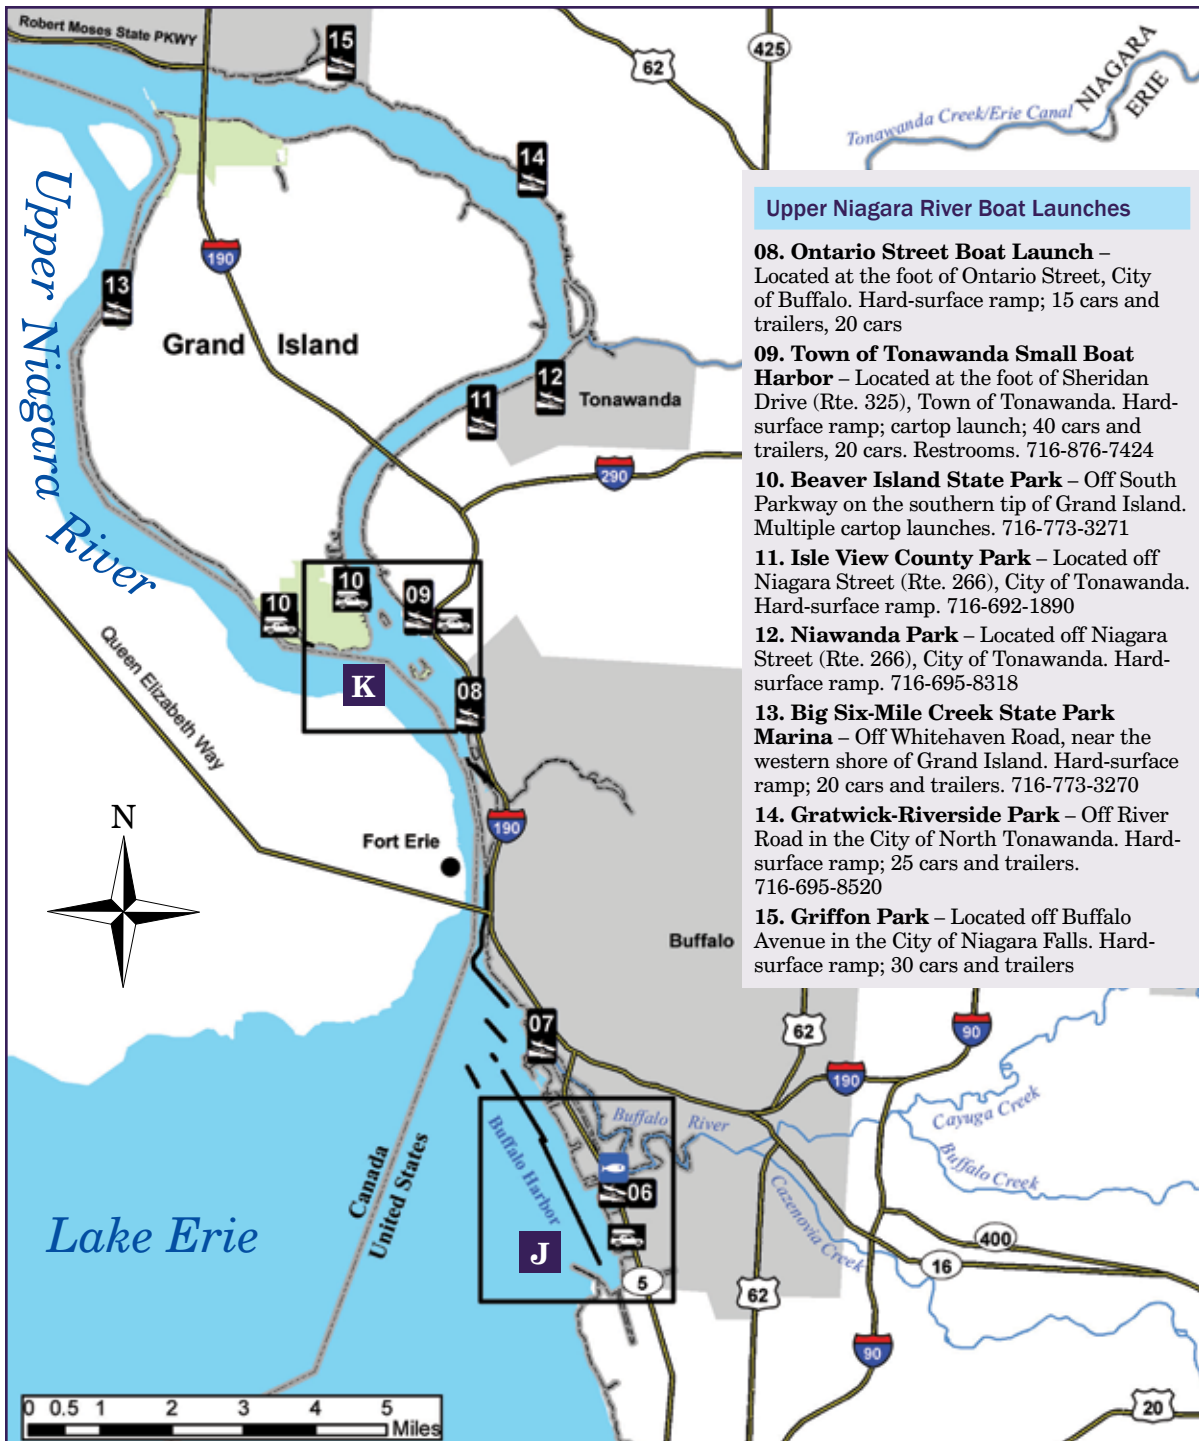 Robert Moses State PKWY
15
62
425
NIAGARA
ERIE
Tonawanda Creek/Erie Canal
14
Upper Niagara River
190
13
Grand Island
12
11
Tonawanda
290
10
10
09
K
08
Queen Elizabeth Way
N
190
Fort Erie
Buffalo
Upper Niagara River Boat Launches
08. Ontario Street Boat Launch –
Located at the foot of Ontario Street, City
of Buffalo. Hard-surface ramp; 15 cars and
trailers, 20 cars
09. Town of Tonawanda Small Boat
Harbor – Located at the foot of Sheridan
Drive (Rte. 325), Town of Tonawanda. Hard-
surface ramp; cartop launch; 40 cars and
trailers, 20 cars. Restrooms. 716-876-7424
10. Beaver Island State Park – Off South
Parkway on the southern tip of Grand Island.
Multiple cartop launches. 716-773-3271
11. Isle View County Park – Located off
Niagara Street (Rte. 266), City of Tonawanda.
Hard-surface ramp. 716-692-1890
12. Niawanda Park – Located off Niagara
Street (Rte. 266), City of Tonawanda. Hard-
surface ramp. 716-695-8318
13. Big Six-Mile Creek State Park
Marina – Off Whitehaven Road, near the
western shore of Grand Island. Hard-surface
ramp; 20 cars and trailers. 716-773-3270
14. Gratwick-Riverside Park – Off River
Road in the City of North Tonawanda. Hard-
surface ramp; 25 cars and trailers.
716-695-8520
15. Griffon Park – Located off Buffalo
Avenue in the City of Niagara Falls. Hard-
surface ramp; 30 cars and trailers
07
62
90
190
Buffalo River
Cayuga Creek
Buffalo Creek
Buffalo Harbor
Cazenovia Creek
Canada
United States
06
Lake Erie
J
5
400
16
62
90
20
0 0.5 1 2 3 4 5
Miles